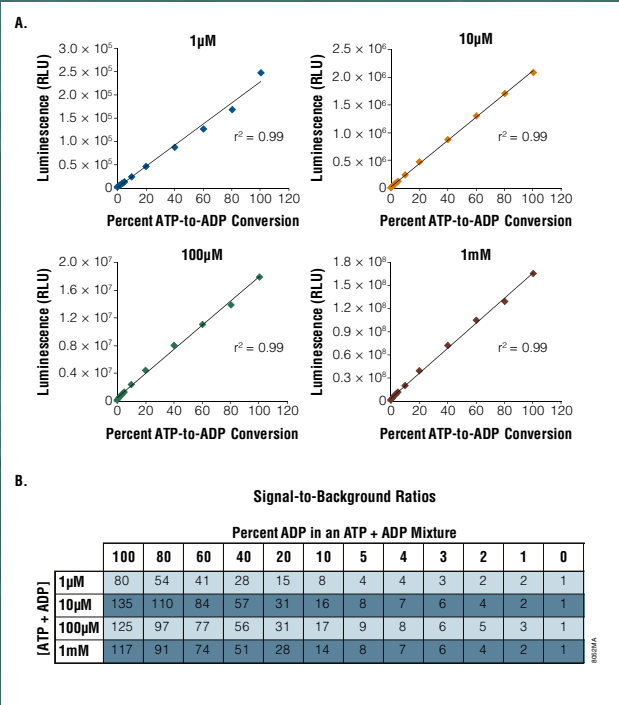 A.
1µM
Luminescence (RLU)
3.0 × 10⁵
2.5 × 10⁵
2.0 × 10⁵
1.5 × 10⁵
1.0 × 10⁵
0.5 × 10⁵
0
r² = 0.99
0 20 40 60 80 100 120
Percent ATP-to-ADP Conversion
10µM
Luminescence (RLU)
2.5 × 10⁶
2.0 × 10⁶
1.5 × 10⁶
1.0 × 10⁶
0.5 × 10⁶
0
r² = 0.99
0 20 40 60 80 100 120
Percent ATP-to-ADP Conversion
100µM
Luminescence (RLU)
2.0 × 10⁷
1.6 × 10⁷
1.2 × 10⁷
0.8 × 10⁷
0.4 × 10⁷
0
r² = 0.99
0 20 40 60 80 100 120
Percent ATP-to-ADP Conversion
1mM
Luminescence (RLU)
1.8 × 10⁸
1.5 × 10⁸
1.2 × 10⁸
0.9 × 10⁸
0.6 × 10⁸
0.3 × 10⁸
0
r² = 0.99
0 20 40 60 80 100 120
Percent ATP-to-ADP Conversion
B.
Signal-to-Background Ratios
Percent ADP in an ATP + ADP Mixture
100 80 60 40 20 10 5 4 3 2 1 0
[ATP + ADP]
1µM 80 54 41 28 15 8 4 4 3 2 2 1
10µM 135 110 84 57 31 16 8 7 6 4 2 1
100µM 125 97 77 56 31 17 9 8 6 5 3 1
1mM 117 91 74 51 28 14 8 7 6 4 2 1
8052MA